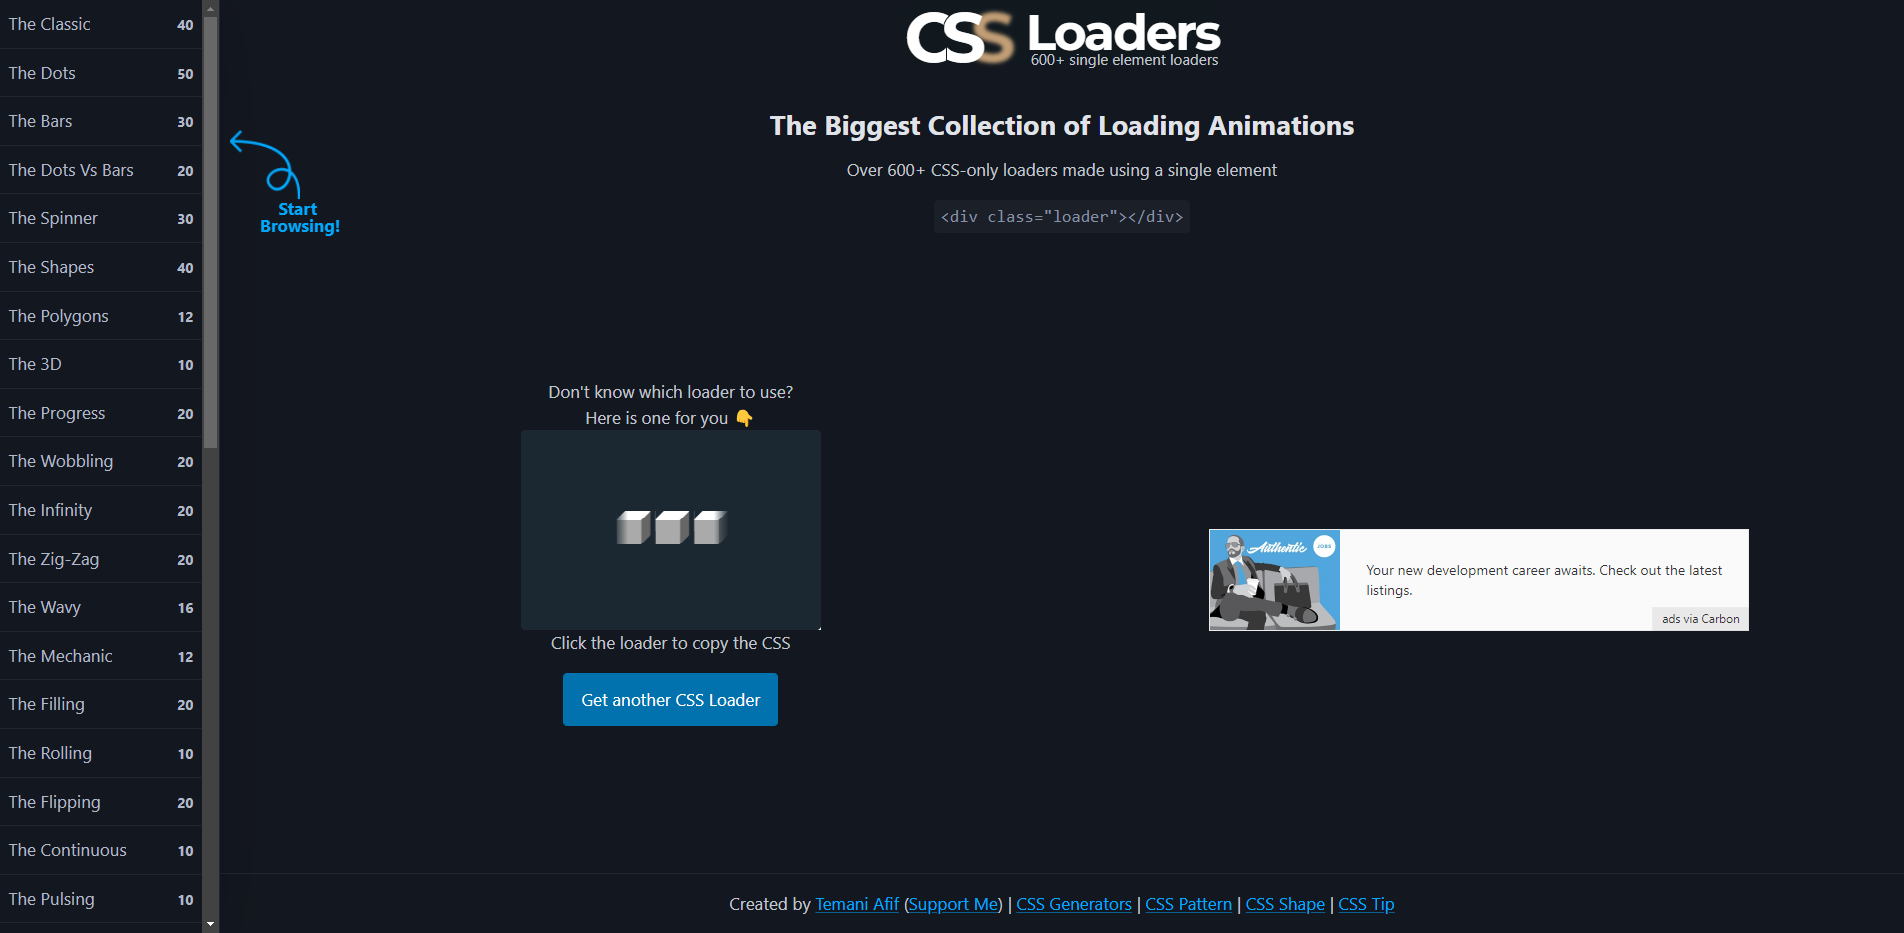 The Classic 40
The Dots 50
The Bars 30
The Dots Vs Bars 20
The Spinner 30
The Shapes 40
The Polygons 12
The 3D 10
The Progress 20
The Wobbling 20
The Infinity 20
The Zig-Zag 20
The Wavy 16
The Mechanic 12
The Filling 20
The Rolling 10
The Flipping 20
The Continuous 10
The Pulsing 10
Start
Browsing!
CSS Loaders
600+ single element loaders
The Biggest Collection of Loading Animations
Over 600+ CSS-only loaders made using a single element
<div class="loader"></div>
Don't know which loader to use?
Here is one for you 👇
Click the loader to copy the CSS
Get another CSS Loader
Authentic JOBS
Your new development career awaits. Check out the latest
listings.
ads via Carbon
Created by Temani Afif (Support Me) | CSS Generators | CSS Pattern | CSS Shape | CSS Tip